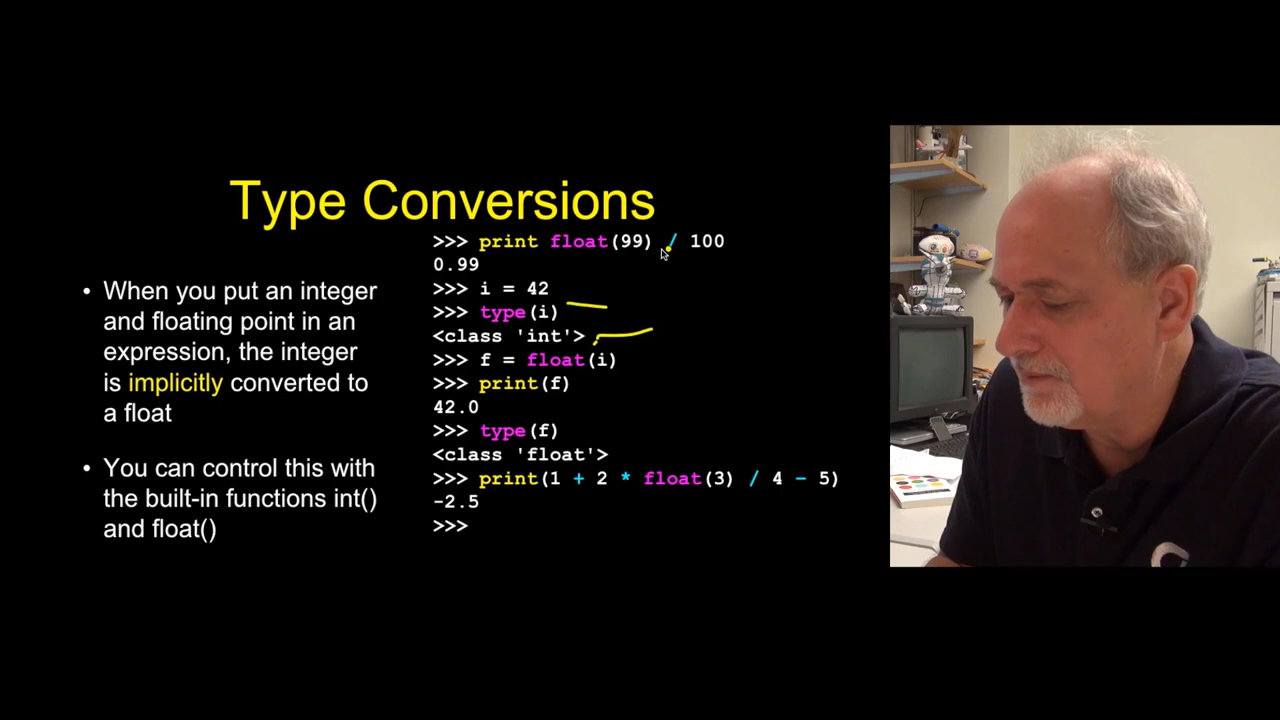 Type Conversions
• When you put an integer
and floating point in an
expression, the integer
is implicitly converted to
a float
• You can control this with
the built-in functions int()
and float()
>>> print float(99) / 100
0.99
>>> i = 42
>>> type(i)
<class 'int'>
>>> f = float(i)
>>> print(f)
42.0
>>> type(f)
<class 'float'>
>>> print(1 + 2 * float(3) / 4 - 5)
-2.5
>>>